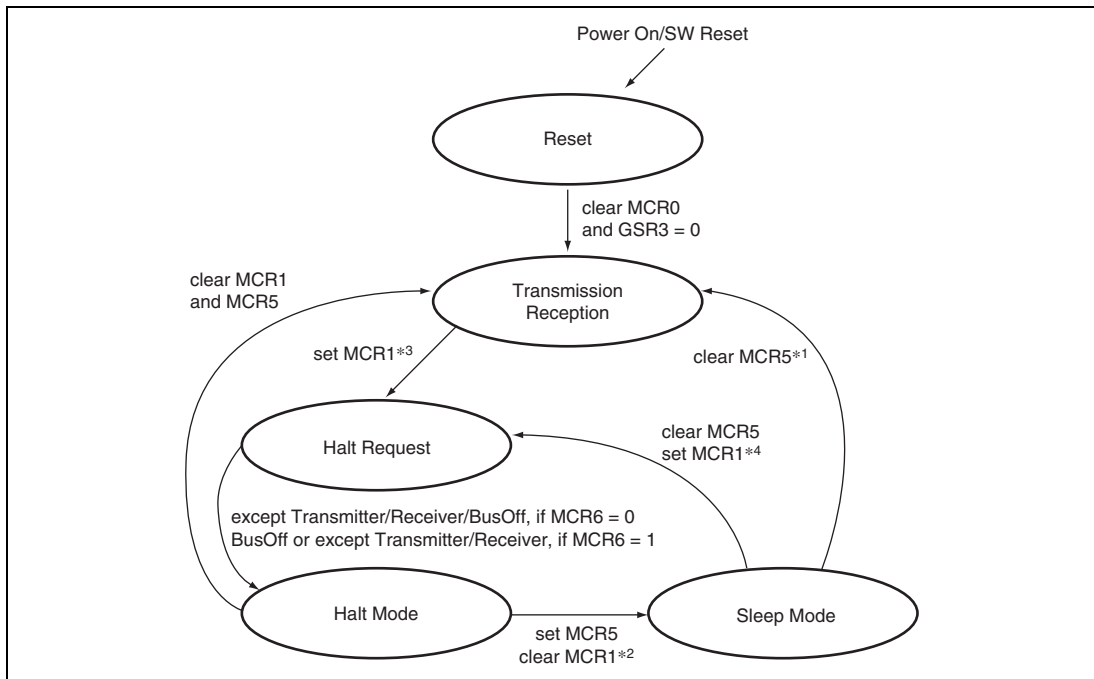 Power On/SW Reset
Reset
clear MCR0
and GSR3 = 0
clear MCR1
and MCR5
Transmission
Reception
set MCR1*3
clear MCR5*1
Halt Request
clear MCR5
set MCR1*4
except Transmitter/Receiver/BusOff, if MCR6 = 0
BusOff or except Transmitter/Receiver, if MCR6 = 1
Halt Mode
Sleep Mode
set MCR5
clear MCR1*2